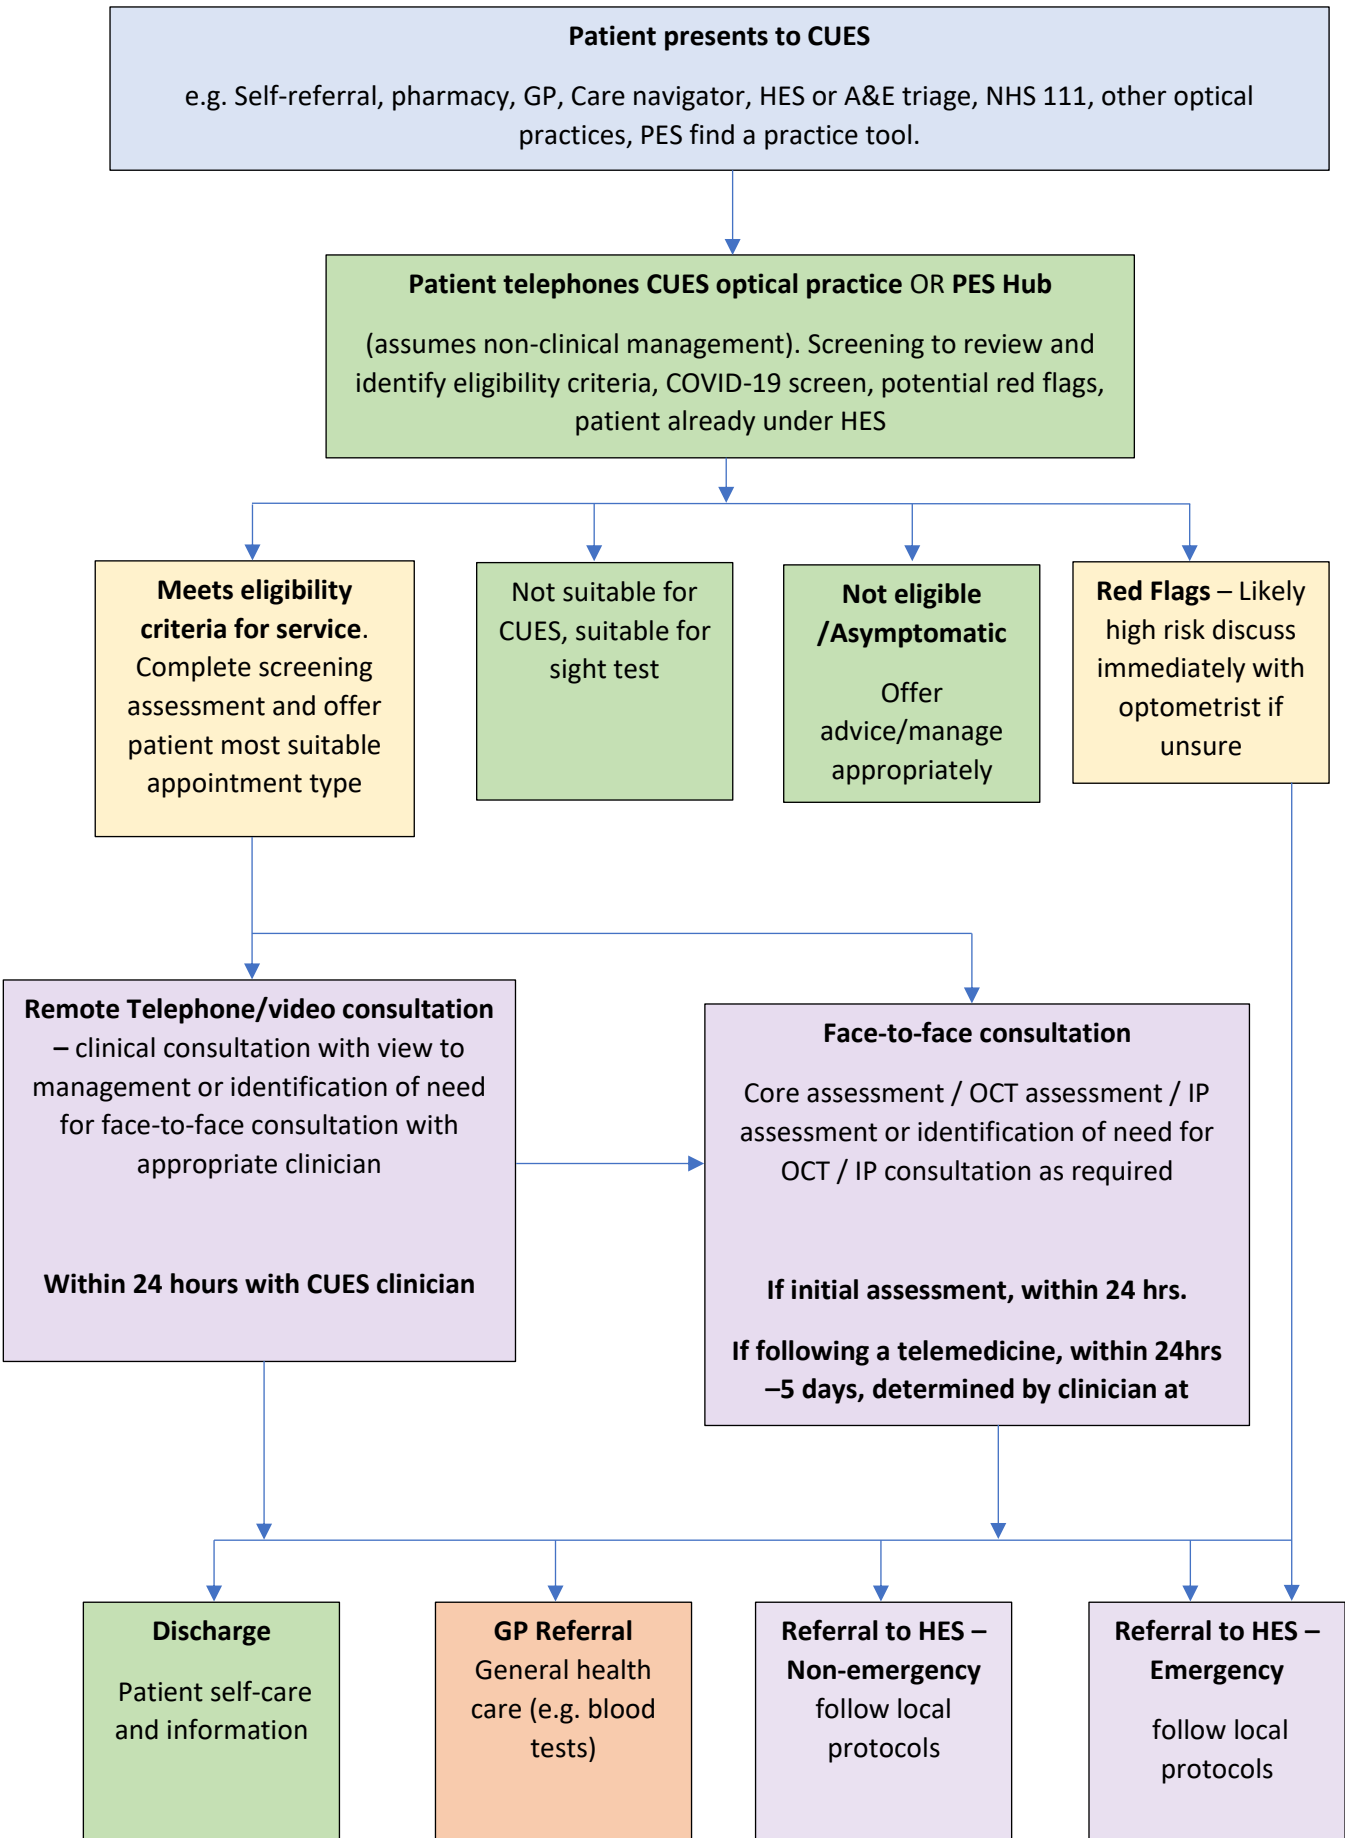 Patient presents to CUES
e.g. Self-referral, pharmacy, GP, Care navigator, HES or A&E triage, NHS 111, other optical
practices, PES find a practice tool.
Patient telephones CUES optical practice OR PES Hub
(assumes non-clinical management). Screening to review and
identify eligibility criteria, COVID-19 screen, potential red flags,
patient already under HES
Meets eligibility
criteria for service.
Complete screening
assessment and offer
patient most suitable
appointment type
Not suitable for
CUES, suitable for
sight test
Not eligible
/Asymptomatic
Offer
advice/manage
appropriately
Red Flags – Likely
high risk discuss
immediately with
optometrist if
unsure
Remote Telephone/video consultation
– clinical consultation with view to
management or identification of need
for face-to-face consultation with
appropriate clinician
Within 24 hours with CUES clinician
Face-to-face consultation
Core assessment / OCT assessment / IP
assessment or identification of need for
OCT / IP consultation as required
If initial assessment, within 24 hrs.
If following a telemedicine, within 24hrs
–5 days, determined by clinician at
Discharge
Patient self-care
and information
GP Referral
General health
care (e.g. blood
tests)
Referral to HES –
Non-emergency
follow local
protocols
Referral to HES –
Emergency
follow local
protocols